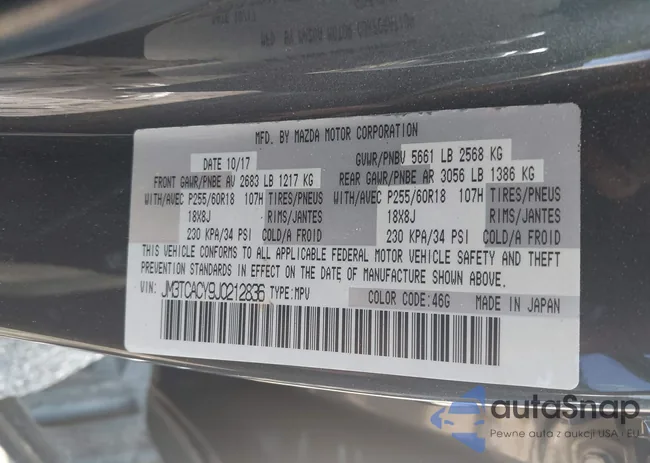 MFD. BY MAZDA MOTOR CORPORATION
DATE 10/17 GVWR/PNBV 5661 LB 2568 KG
FRONT GAWR/PNBE AV 2683 LB 1217 KG REAR GAWR/PNBE AR 3056 LB 1386 KG
WITH/AVEC P255/60R18 107H TIRES/PNEUS WITH/AVEC P255/60R18 107H TIRES/PNEUS
18X8J RIMS/JANTES 18X8J RIMS/JANTES
230 KPA/34 PSI COLD/A FROID 230 KPA/34 PSI COLD/A FROID
THIS VEHICLE CONFORMS TO ALL APPLICABLE FEDERAL MOTOR VEHICLE SAFETY AND THEFT
PREVENTION STANDARDS IN EFFECT ON THE DATE OF MANUFACTURE SHOWN ABOVE.
VIN: JM3TCACY9J0212836 TYPE:MPV COLOR CODE:46G MADE IN JAPAN
autoSnap
Pewne auta z aukcji USA i EU